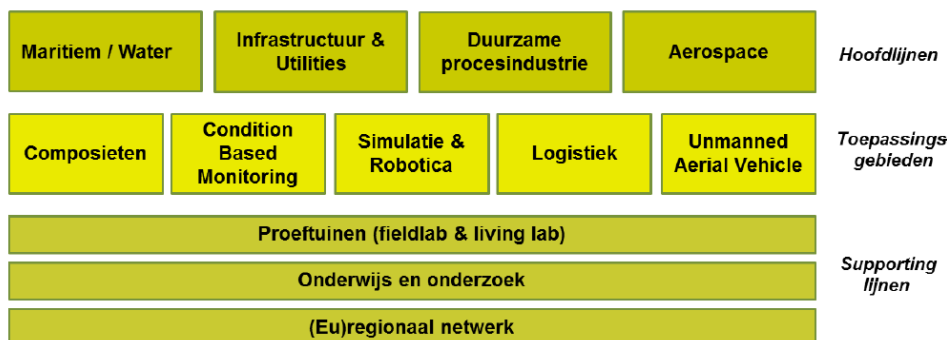 Maritiem / Water
Infrastructuur &
Utilities
Duurzame
procesindustrie
Aerospace
Hoofdlijnen
Composieten
Condition
Based
Monitoring
Simulatie &
Robotica
Logistiek
Unmanned
Aerial Vehicle
Toepassings
gebieden
Proeftuinen (fieldlab & living lab)
Onderwijs en onderzoek
(Eu)regionaal netwerk
Supporting
lijnen